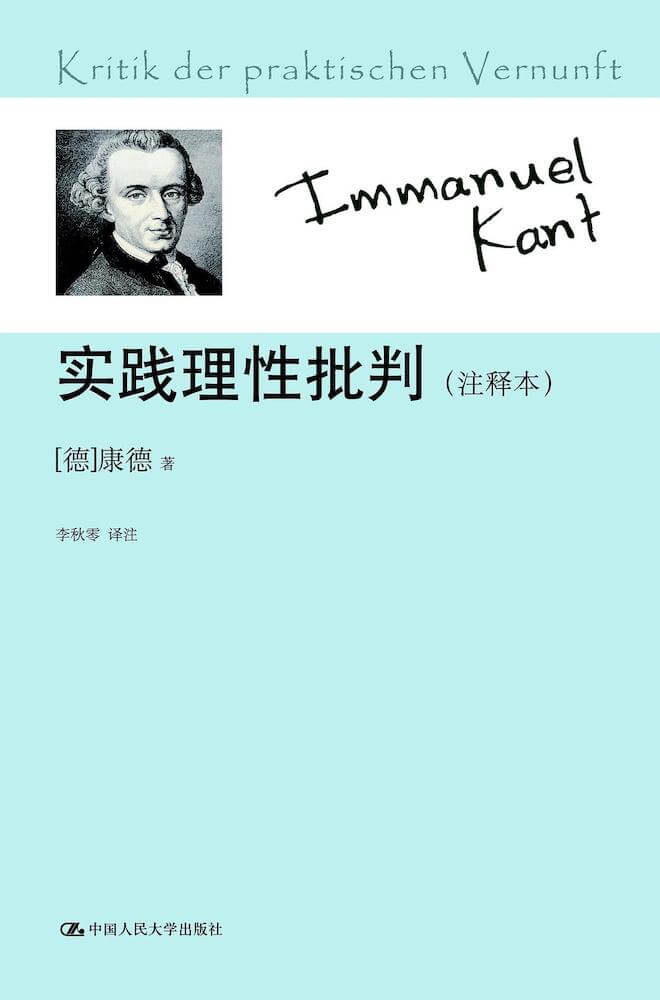 Kritik der praktischen Vernunft
Immanuel
Kant
实践理性批判（注释本）
[德]康德 著
李秋零 译注
中国人民大学出版社